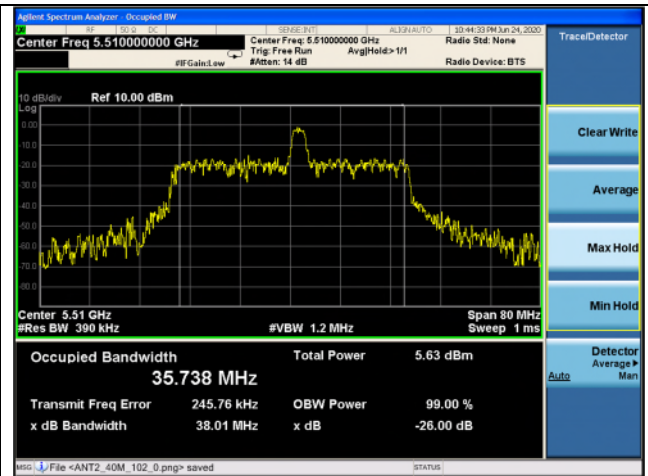 Agilent Spectrum Analyzer - Occupied BW
RF 50 Ω DC SENSE:INT ALIGN AUTO 10:44:33 PM Jun 24, 2020
Center Freq 5.510000000 GHz
Center Freq: 5.510000000 GHz
Radio Std: None
Trig: Free Run Avg|Hold:>1/1
#IFGain:Low #Atten: 14 dB Radio Device: BTS
Trace/Detector
10 dB/div Ref 10.00 dBm
Log
0.00
-10.0
-20.0
-30.0
-40.0
-50.0
-60.0
-70.0
-80.0
Clear Write
Average
Max Hold
Min Hold
Center 5.51 GHz Span 80 MHz
#Res BW 390 kHz #VBW 1.2 MHz Sweep 1 ms
Occupied Bandwidth Total Power 5.63 dBm
35.738 MHz
Transmit Freq Error 245.76 kHz OBW Power 99.00 %
x dB Bandwidth 38.01 MHz x dB -26.00 dB
Detector
Average ▶
Auto Man
MSG File <ANT2_40M_102_0.png> saved STATUS